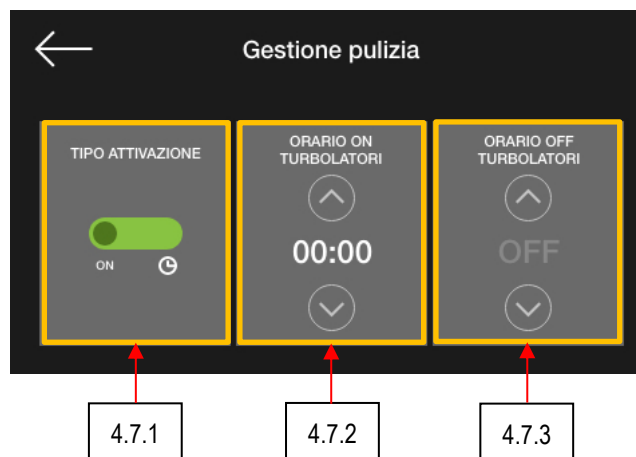 Gestione pulizia
TIPO ATTIVAZIONE
ON
ORARIO ON
TURBOLATORI
00:00
ORARIO OFF
TURBOLATORI
OFF
4.7.1
4.7.2
4.7.3